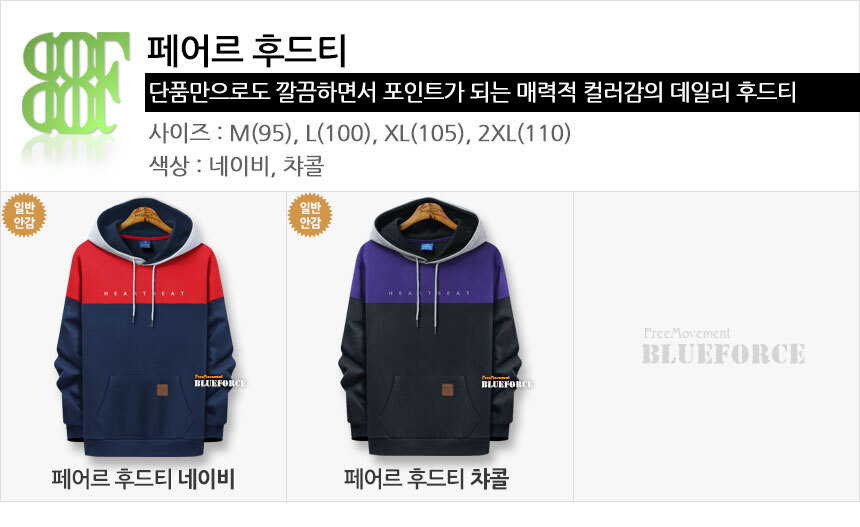 페어르 후드티
단품만으로도 깔끔하면서 포인트가 되는 매력적 컬러감의 데일리 후드티
사이즈 : M(95), L(100), XL(105), 2XL(110)
색상 : 네이비, 챠콜
일반
안감
HEARTBEAT
FreeMovement
BLUEFORCE
페어르 후드티 네이비
일반
안감
HEARTBEAT
FreeMovement
BLUEFORCE
페어르 후드티 챠콜
FreeMovement
BLUEFORCE